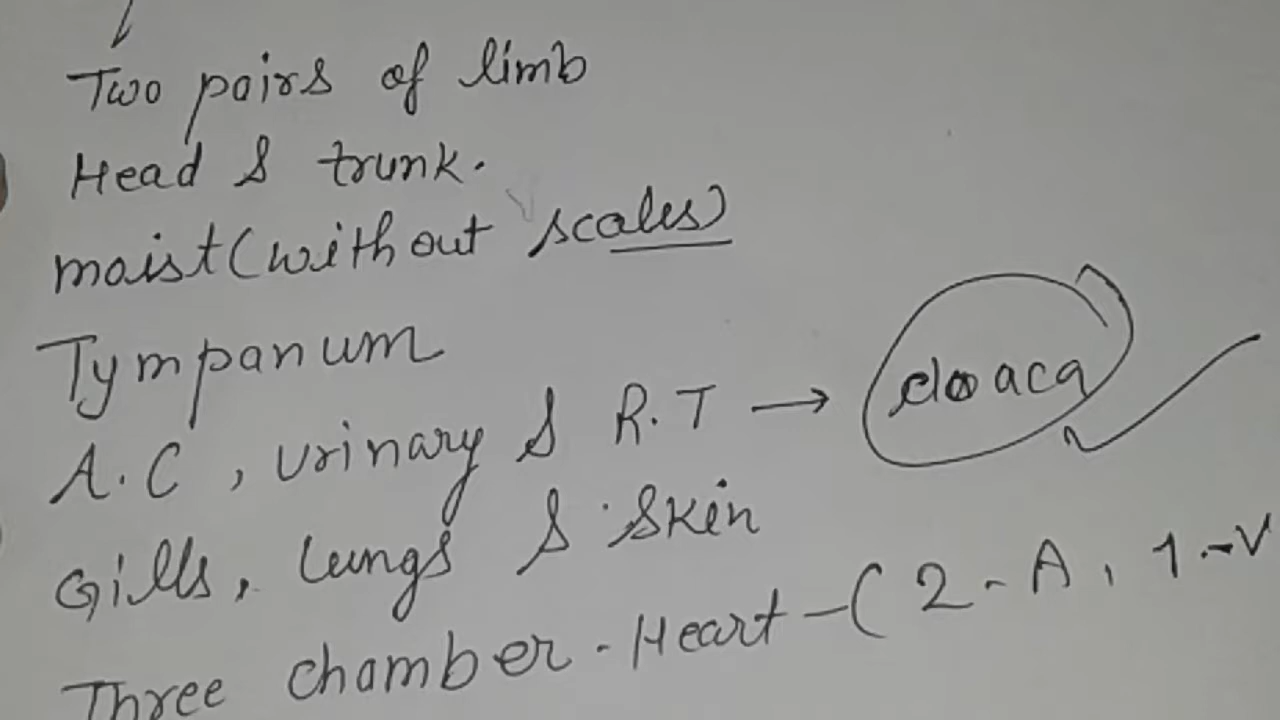 Two pairs of limb
Head & trunk.
moist (without scales)
Tympanum
A.C, urinary & R.T → cloaca
Gills, lungs & skin
Three chamber - Heart - (2 - A, 1 - V